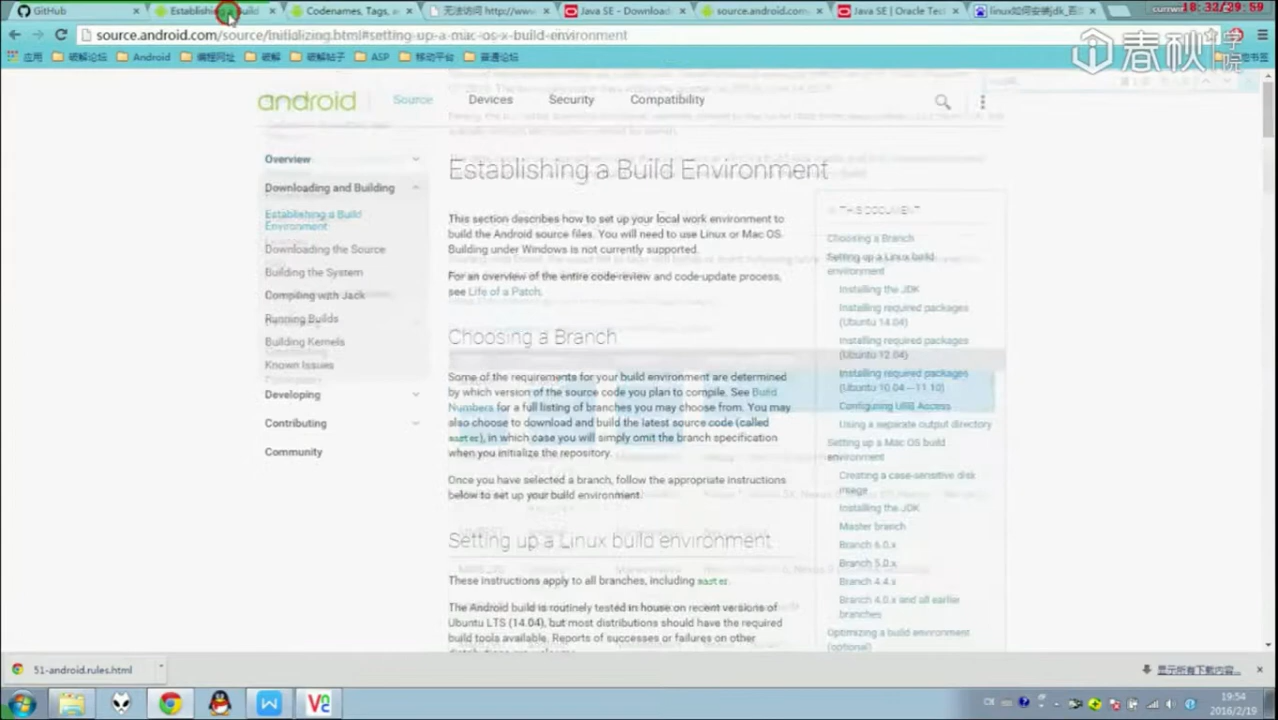 GitHub
Establishing a Build
Codenames, Tags, a
无法访问 http://www
Java SE - Download
source.android.com/
Java SE | Oracle Tech
linux如何安装jdk_百
18:32/29:59
source.android.com/source/initializing.html#setting-up-a-mac-os-x-build-environment
应用
破解论坛
Android
编程网址
破解
破解帖子
ASP
移动平台
普通论坛
春秋学院
android
Source
Devices
Security
Compatibility
Overview
Downloading and Building
Establishing a Build
Environment
Downloading the Source
Building the System
Compiling with Jack
Running Builds
Building Kernels
Known Issues
Developing
Contributing
Community
Establishing a Build Environment
This section describes how to set up your local work environment to
build the Android source files. You will need to use Linux or Mac OS.
Building under Windows is not currently supported.
For an overview of the entire code-review and code-update process,
see Life of a Patch.
Choosing a Branch
Some of the requirements for your build environment are determined
by which version of the source code you plan to compile. See Build
Numbers for a full listing of branches you may choose from. You may
also choose to download and build the latest source code (called
master), in which case you will simply omit the branch specification
when you initialize the repository.
Once you have selected a branch, follow the appropriate instructions
below to set up your build environment.
Setting up a Linux build environment
These instructions apply to all branches, including master.
The Android build is routinely tested in house on recent versions of
Ubuntu LTS (14.04), but most distributions should have the required
build tools available. Reports of successes or failures on other
IN THIS DOCUMENT
Choosing a Branch
Setting up a Linux build
environment
Installing the JDK
Installing required packages
(Ubuntu 14.04)
Installing required packages
(Ubuntu 12.04)
Installing required packages
(Ubuntu 10.04 -- 11.10)
Configuring USB Access
Using a separate output directory
Setting up a Mac OS build
environment
Creating a case-sensitive disk
image
Installing the JDK
Master branch
Branch 6.0.x
Branch 5.0.x
Branch 4.4.x
Branch 4.0.x and all earlier
branches
Optimizing a build environment
(optional)
51-android.rules.html
显示所有下载内容...
19:54
2016/2/19